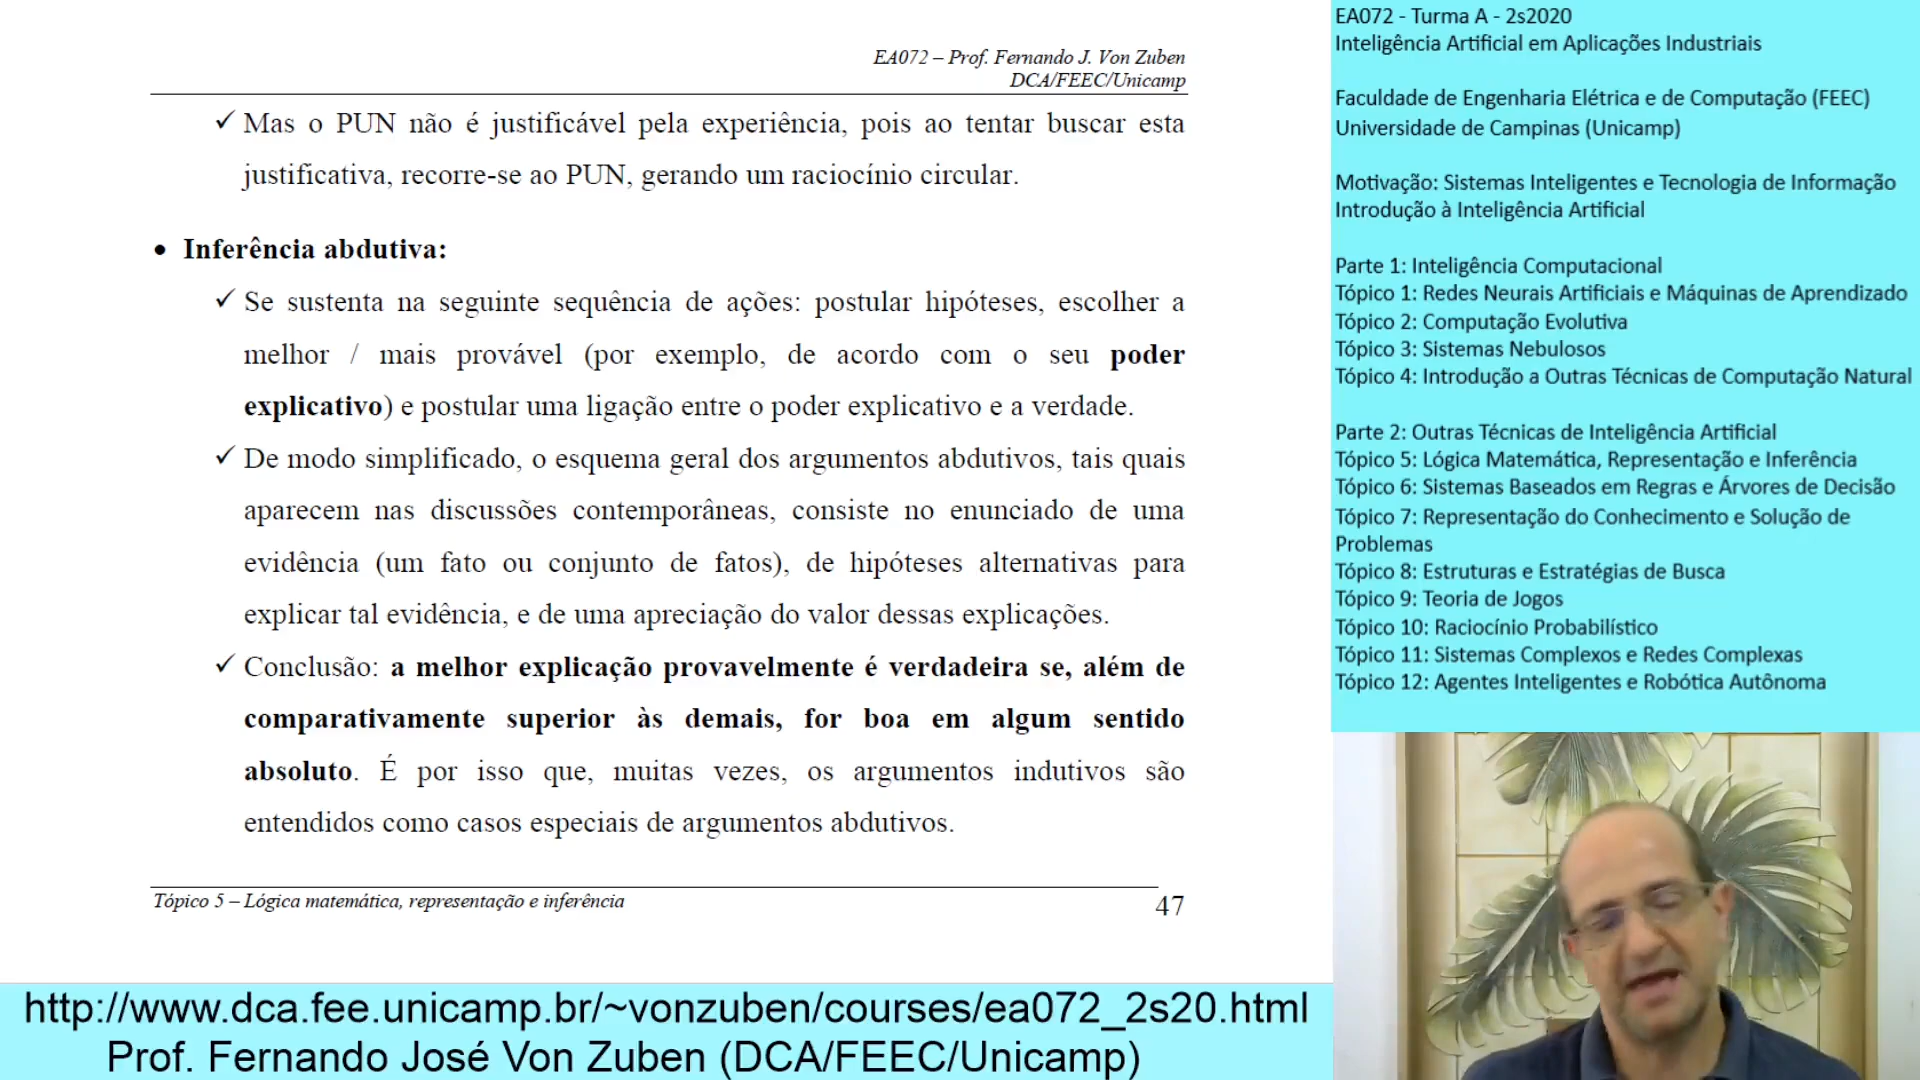 EA072 – Prof. Fernando J. Von Zuben
DCA/FEEC/Unicamp
✓ Mas o PUN não é justificável pela experiência, pois ao tentar buscar esta
justificativa, recorre-se ao PUN, gerando um raciocínio circular.
• Inferência abdutiva:
✓ Se sustenta na seguinte sequência de ações: postular hipóteses, escolher a
melhor / mais provável (por exemplo, de acordo com o seu poder
explicativo) e postular uma ligação entre o poder explicativo e a verdade.
✓ De modo simplificado, o esquema geral dos argumentos abdutivos, tais quais
aparecem nas discussões contemporâneas, consiste no enunciado de uma
evidência (um fato ou conjunto de fatos), de hipóteses alternativas para
explicar tal evidência, e de uma apreciação do valor dessas explicações.
✓ Conclusão: a melhor explicação provavelmente é verdadeira se, além de
comparativamente superior às demais, for boa em algum sentido
absoluto. É por isso que, muitas vezes, os argumentos indutivos são
entendidos como casos especiais de argumentos abdutivos.
Tópico 5 – Lógica matemática, representação e inferência
47
http://www.dca.fee.unicamp.br/~vonzuben/courses/ea072_2s20.html
Prof. Fernando José Von Zuben (DCA/FEEC/Unicamp)
EA072 - Turma A - 2s2020
Inteligência Artificial em Aplicações Industriais
Faculdade de Engenharia Elétrica e de Computação (FEEC)
Universidade de Campinas (Unicamp)
Motivação: Sistemas Inteligentes e Tecnologia de Informação
Introdução à Inteligência Artificial
Parte 1: Inteligência Computacional
Tópico 1: Redes Neurais Artificiais e Máquinas de Aprendizado
Tópico 2: Computação Evolutiva
Tópico 3: Sistemas Nebulosos
Tópico 4: Introdução a Outras Técnicas de Computação Natural
Parte 2: Outras Técnicas de Inteligência Artificial
Tópico 5: Lógica Matemática, Representação e Inferência
Tópico 6: Sistemas Baseados em Regras e Árvores de Decisão
Tópico 7: Representação do Conhecimento e Solução de
Problemas
Tópico 8: Estruturas e Estratégias de Busca
Tópico 9: Teoria de Jogos
Tópico 10: Raciocínio Probabilístico
Tópico 11: Sistemas Complexos e Redes Complexas
Tópico 12: Agentes Inteligentes e Robótica Autônoma